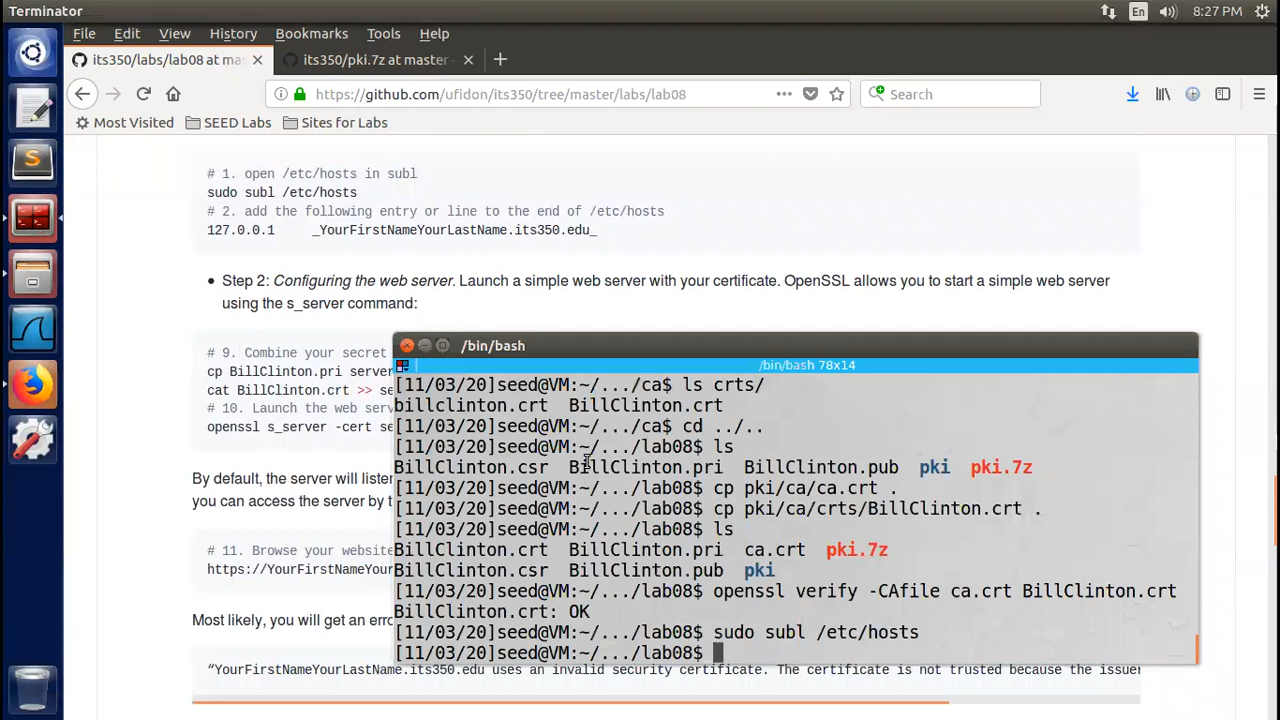 Terminator
En
8:27 PM
File Edit View History Bookmarks Tools Help
its350/labs/lab08 at mas
its350/pki.7z at master
https://github.com/ufidon/its350/tree/master/labs/lab08
Search
Most Visited SEED Labs Sites for Labs
# 1. open /etc/hosts in subl
sudo subl /etc/hosts
# 2. add the following entry or line to the end of /etc/hosts
127.0.0.1 _YourFirstNameYourLastName.its350.edu_
• Step 2: Configuring the web server. Launch a simple web server with your certificate. OpenSSL allows you to start a simple web server
using the s_server command:
# 9. Combine your secret
cp BillClinton.pri server
cat BillClinton.crt >> se
# 10. Launch the web serv
openssl s_server -cert se
By default, the server will listen
you can access the server by t
# 11. Browse your website
https://YourFirstNameYour
Most likely, you will get an erro
“YourFirstNameYourLastName.its350.edu uses an invalid security certificate. The certificate is not trusted because the issuer
/bin/bash
/bin/bash 78x14
[11/03/20]seed@VM:~/.../ca$ ls crts/
billclinton.crt BillClinton.crt
[11/03/20]seed@VM:~/.../ca$ cd ../..
[11/03/20]seed@VM:~/.../lab08$ ls
BillClinton.csr BillClinton.pri BillClinton.pub pki pki.7z
[11/03/20]seed@VM:~/.../lab08$ cp pki/ca/ca.crt .
[11/03/20]seed@VM:~/.../lab08$ cp pki/ca/crts/BillClinton.crt .
[11/03/20]seed@VM:~/.../lab08$ ls
BillClinton.crt BillClinton.pri ca.crt pki.7z
BillClinton.csr BillClinton.pub pki
[11/03/20]seed@VM:~/.../lab08$ openssl verify -CAfile ca.crt BillClinton.crt
BillClinton.crt: OK
[11/03/20]seed@VM:~/.../lab08$ sudo subl /etc/hosts
[11/03/20]seed@VM:~/.../lab08$